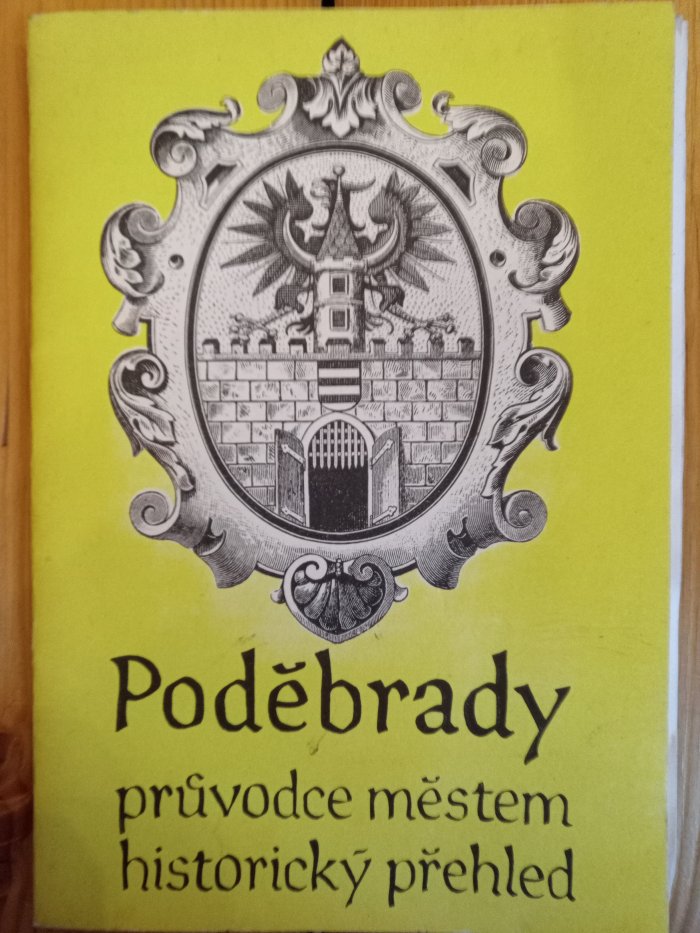 Poděbrady
průvodce městem
historický přehled